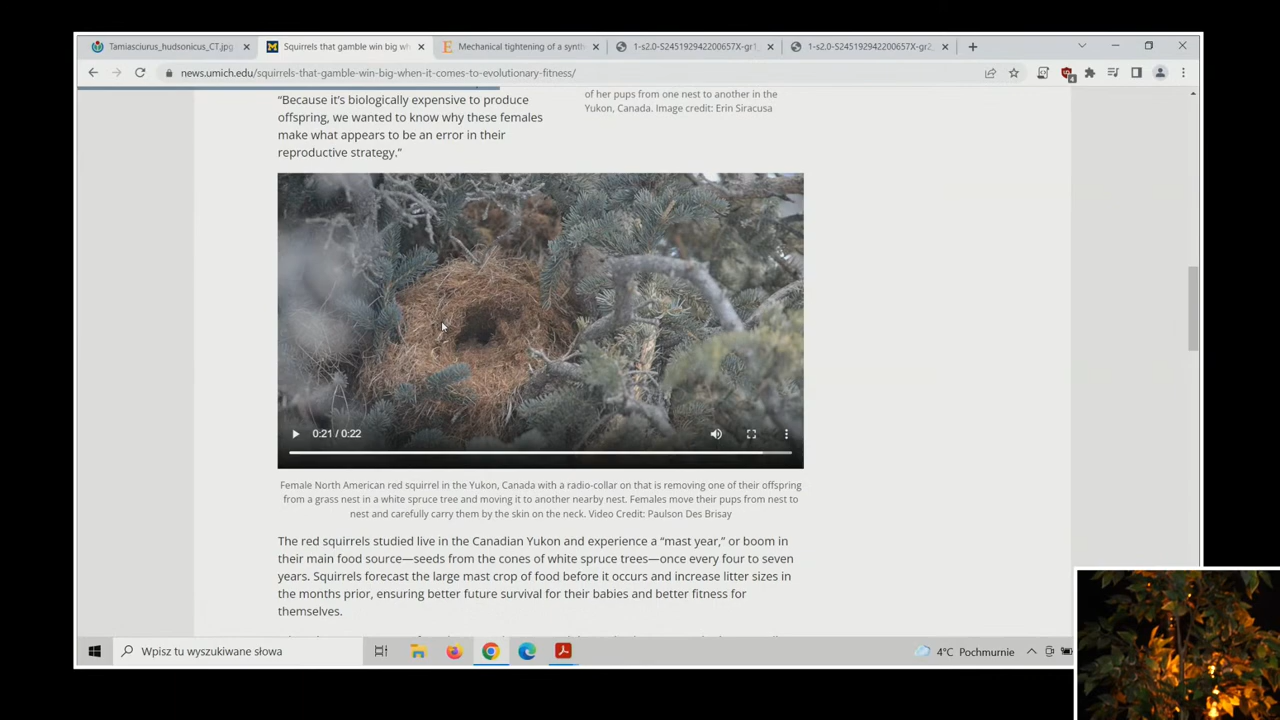 Tamiasciurus_hudsonicus_CT.jpg
Squirrels that gamble win big wh
Mechanical tightening of a synth
1-s2.0-S245192942200657X-gr1
1-s2.0-S245192942200657X-gr2
news.umich.edu/squirrels-that-gamble-win-big-when-it-comes-to-evolutionary-fitness/
“Because it’s biologically expensive to produce
offspring, we wanted to know why these females
make what appears to be an error in their
reproductive strategy.”
of her pups from one nest to another in the
Yukon, Canada. Image credit: Erin Siracusa
0:21 / 0:22
Female North American red squirrel in the Yukon, Canada with a radio-collar on that is removing one of their offspring
from a grass nest in a white spruce tree and moving it to another nearby nest. Females move their pups from nest to
nest and carefully carry them by the skin on the neck. Video Credit: Paulson Des Brisay
The red squirrels studied live in the Canadian Yukon and experience a “mast year,” or boom in
their main food source—seeds from the cones of white spruce trees—once every four to seven
years. Squirrels forecast the large mast crop of food before it occurs and increase litter sizes in
the months prior, ensuring better future survival for their babies and better fitness for
themselves.
Wpisz tu wyszukiwane słowa
4°C Pochmurnie